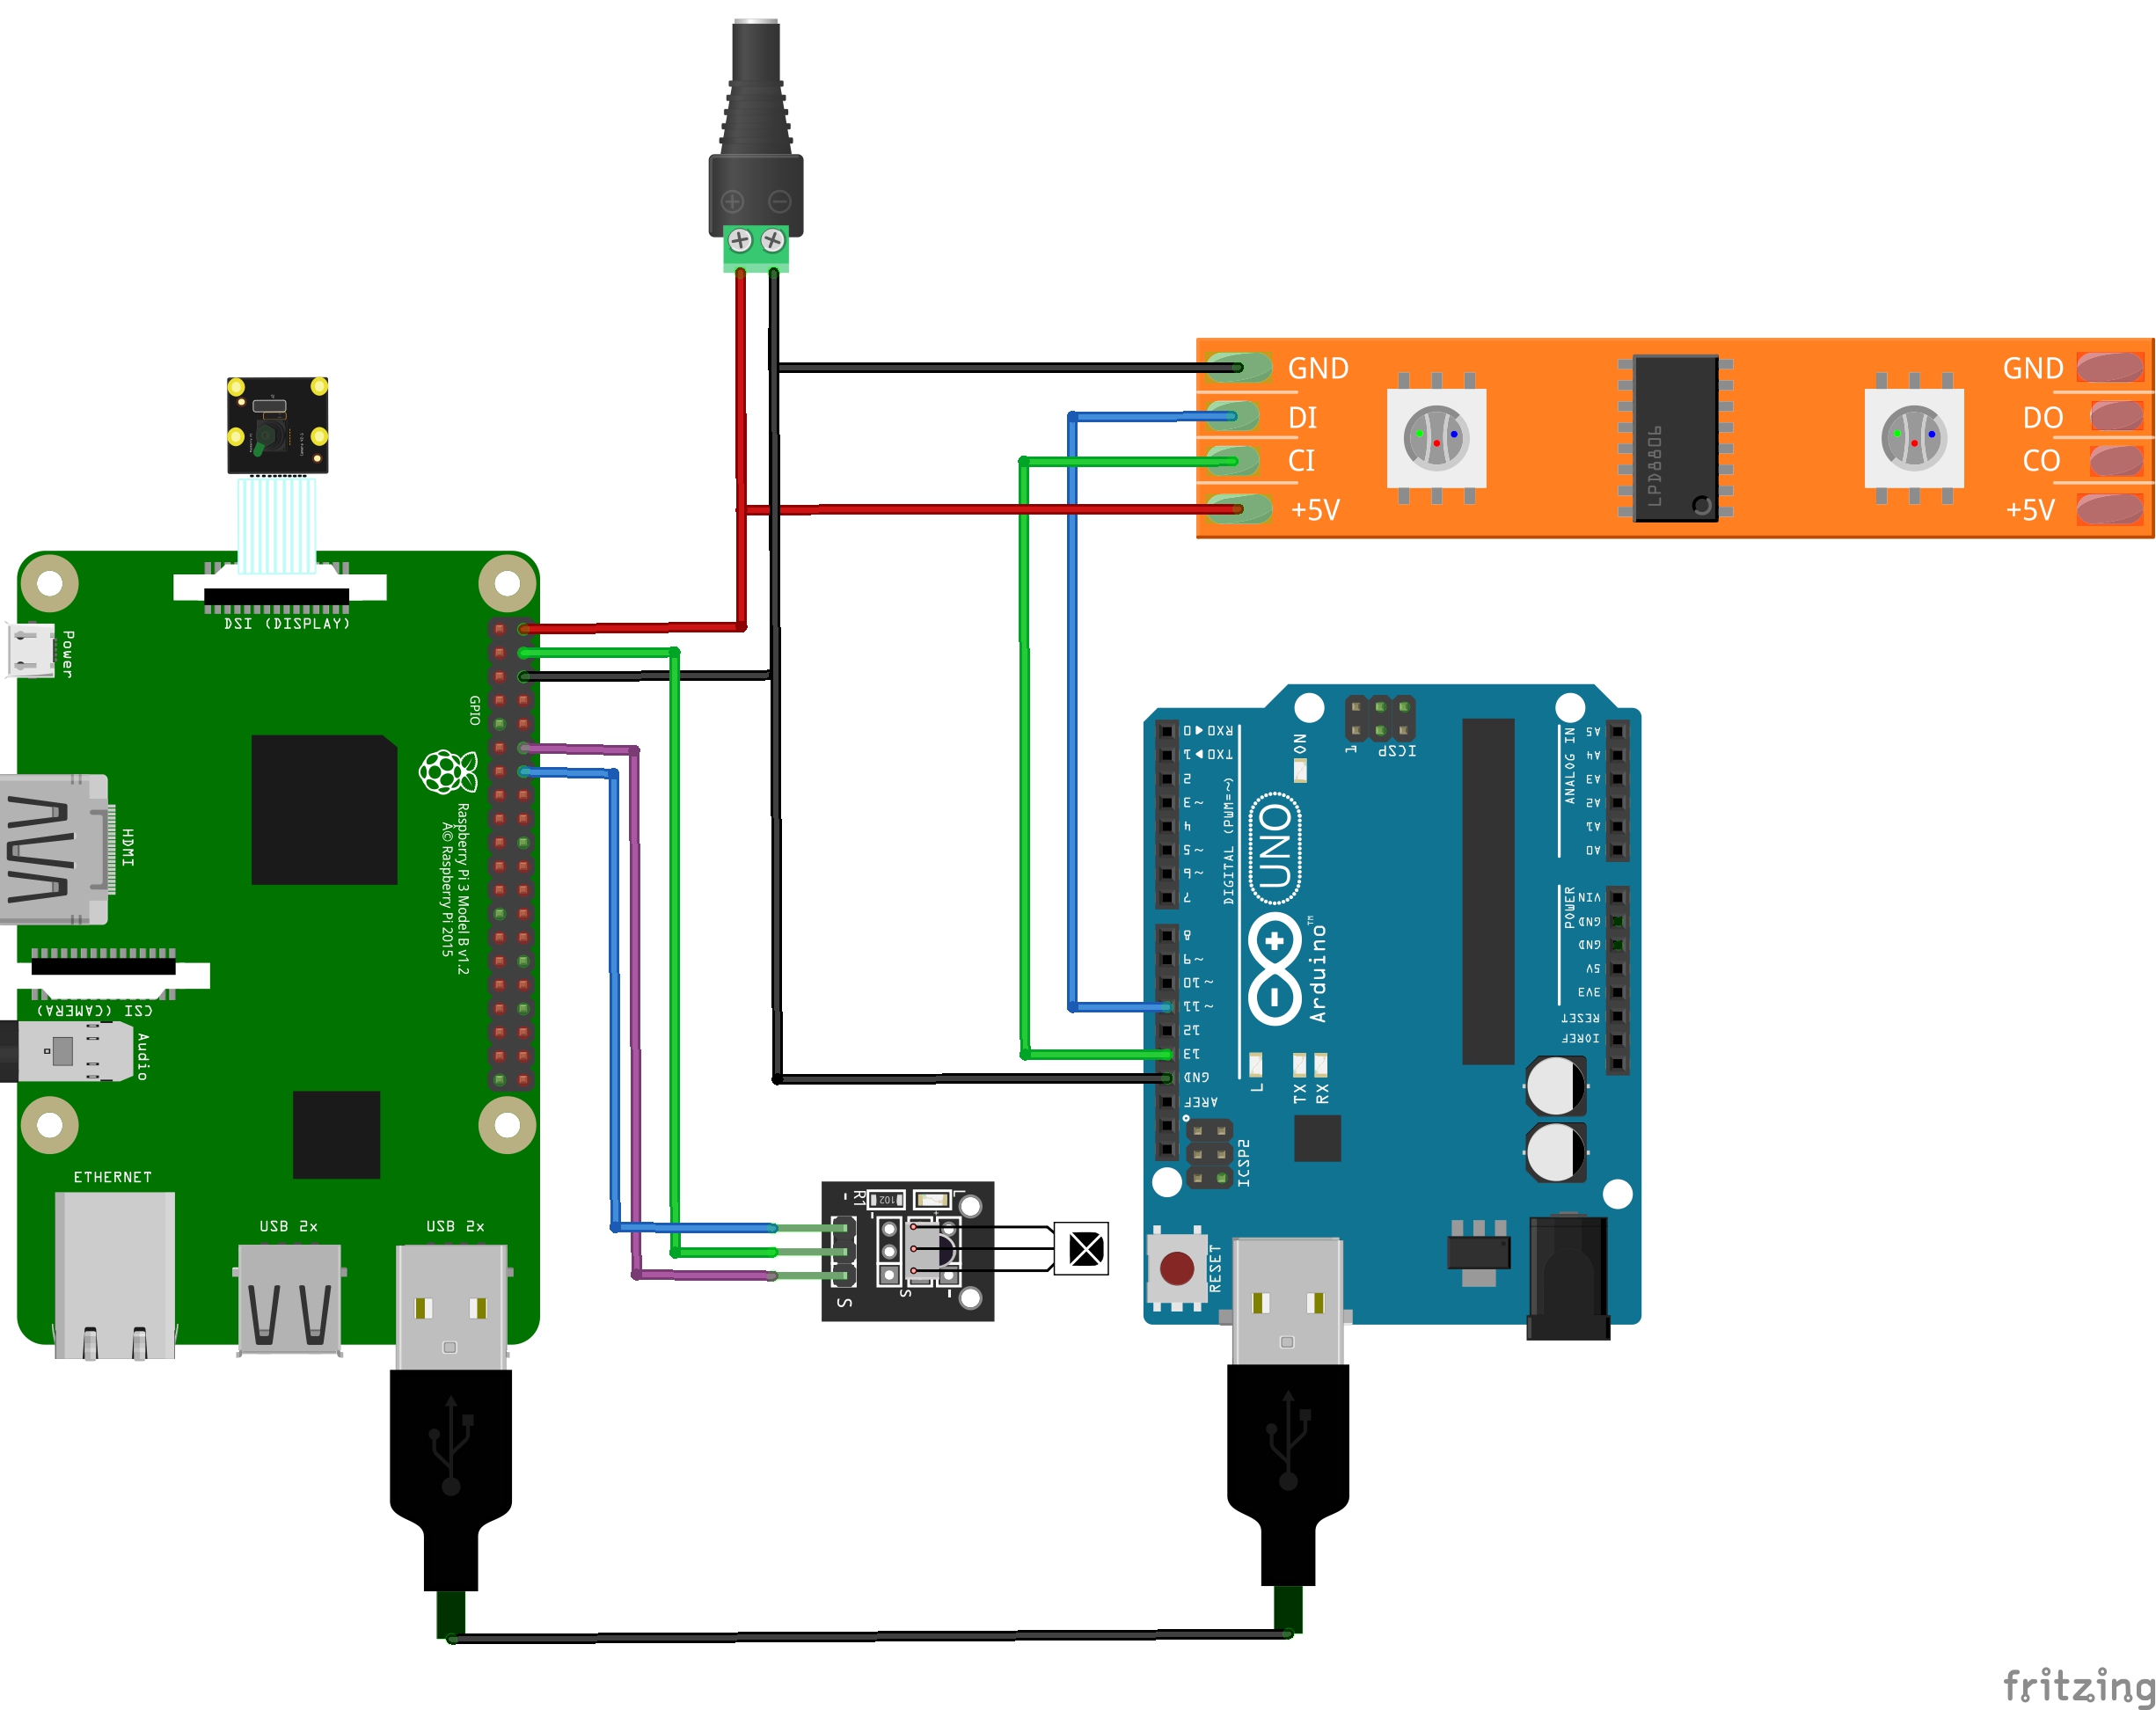 GND
DI
CI
+5V
LPD8806
GND
DO
CO
+5V
DSI (DISPLAY)
Power
GPIO
HDMI
Raspberry Pi 3 Model B v1.2
© Raspberry Pi 2015
CSI (CAMERA)
Audio
ETHERNET
USB 2x
USB 2x
RX0◀0
TX0▶1
2
~3
4
~5
~6
7
8
~9
~10
~11
12
13
GND
AREF
DIGITAL (PWM=~)
ON
1
ICSP
UNO
Arduino™
L
TX
RX
ICSP2
RESET
ANALOG IN
A5
A4
A3
A2
A1
A0
POWER
VIN
GND
GND
5V
3V3
RESET
IOREF
-
R1
102
L
S
S
-
fritzing